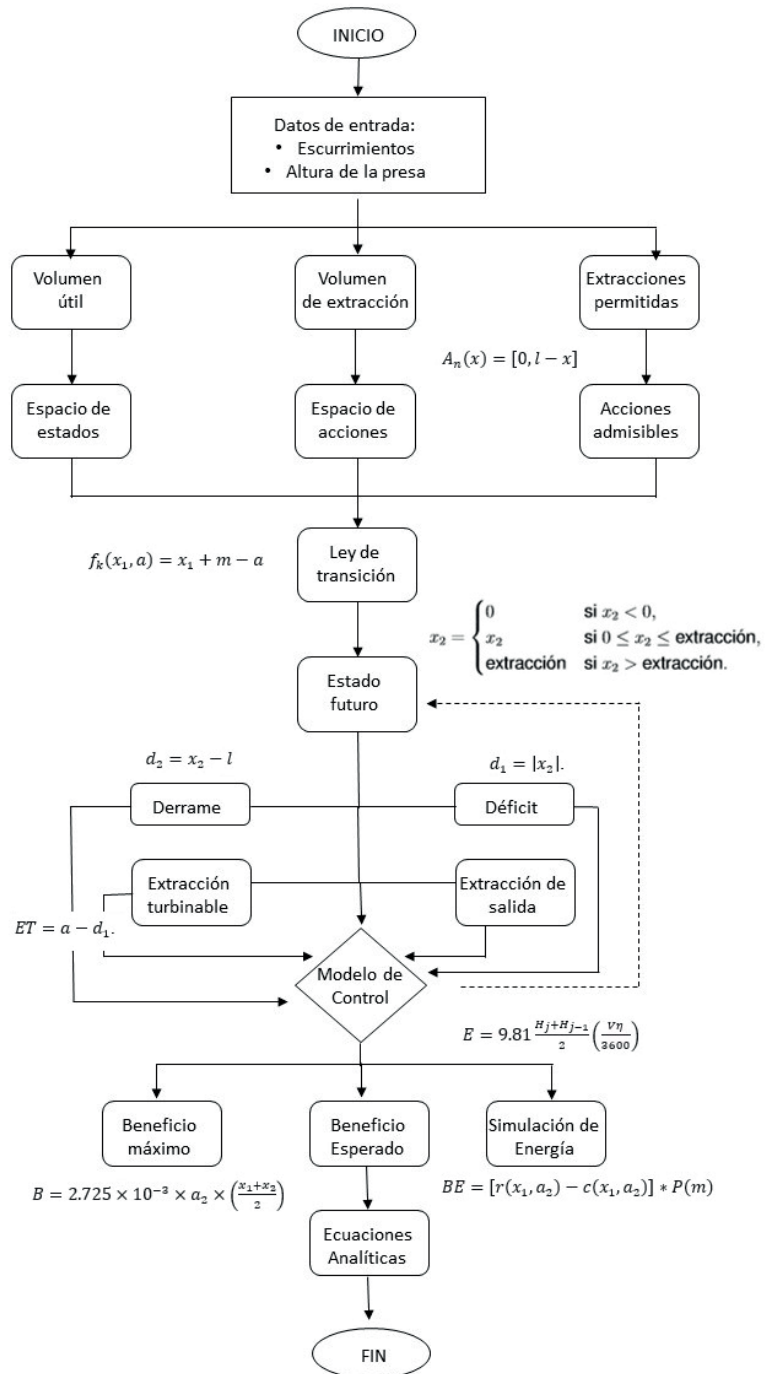 INICIO
Datos de entrada:
• Escurrimientos
• Altura de la presa
Volumen
útil
Volumen
de extracción
Extracciones
permitidas
A_n(x) = [0, l − x]
Espacio de
estados
Espacio de
acciones
Acciones
admisibles
f_k(x_1, a) = x_1 + m − a
Ley de
transición
x_2 = { 0 si x_2 < 0,
x_2 si 0 ≤ x_2 ≤ extracción,
extracción si x_2 > extracción.
Estado
futuro
d_2 = x_2 − l
d_1 = |x_2|.
Derrame
Déficit
Extracción
turbinable
Extracción de
salida
ET = a − d_1.
Modelo de
Control
E = 9.81 (H_j + H_{j−1})/2 (Vη/3600)
Beneficio
máximo
Beneficio
Esperado
Simulación de
Energía
B = 2.725 × 10^{−3} × a_2 × ((x_1 + x_2)/2)
BE = [r(x_1, a_2) − c(x_1, a_2)] * P(m)
Ecuaciones
Analíticas
FIN